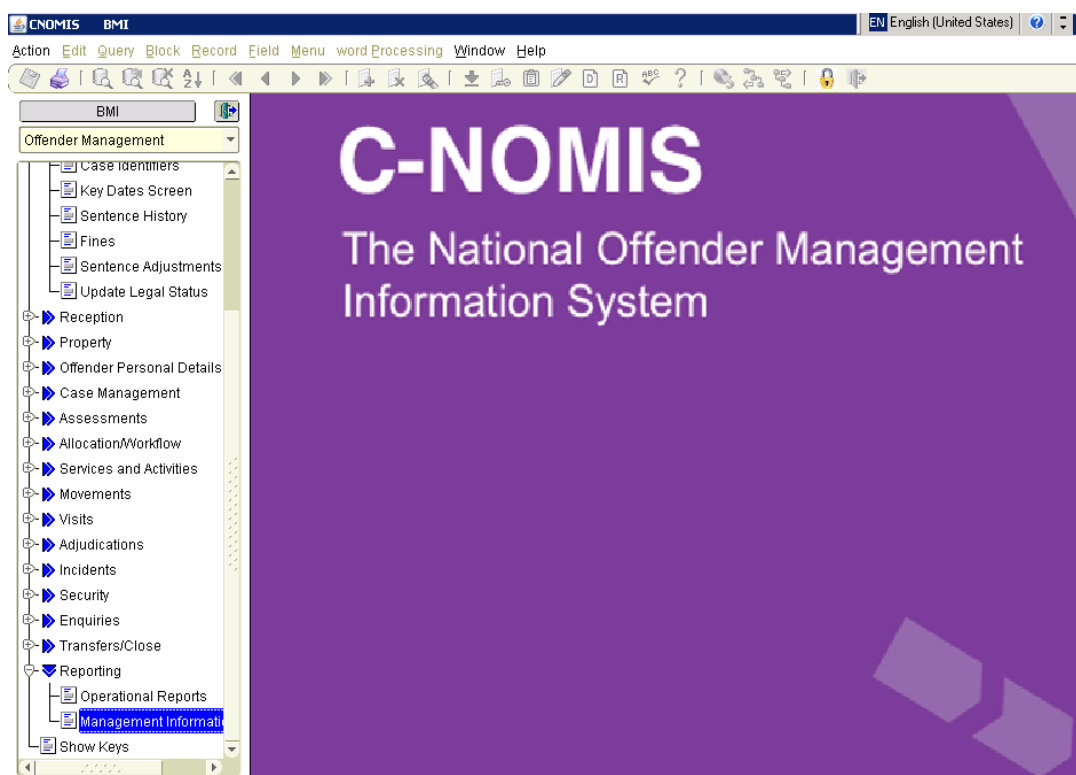 CNOMIS BMI
EN English (United States)
Action Edit Query Block Record Field Menu word Processing Window Help
A Z D R ABC ?
BMI
Offender Management
Case Identifiers
Key Dates Screen
Sentence History
Fines
Sentence Adjustments
Update Legal Status
Reception
Property
Offender Personal Details
Case Management
Assessments
Allocation/Workflow
Services and Activities
Movements
Visits
Adjudications
Incidents
Security
Enquiries
Transfers/Close
Reporting
Operational Reports
Management Informati
Show Keys
C-NOMIS
The National Offender Management
Information System